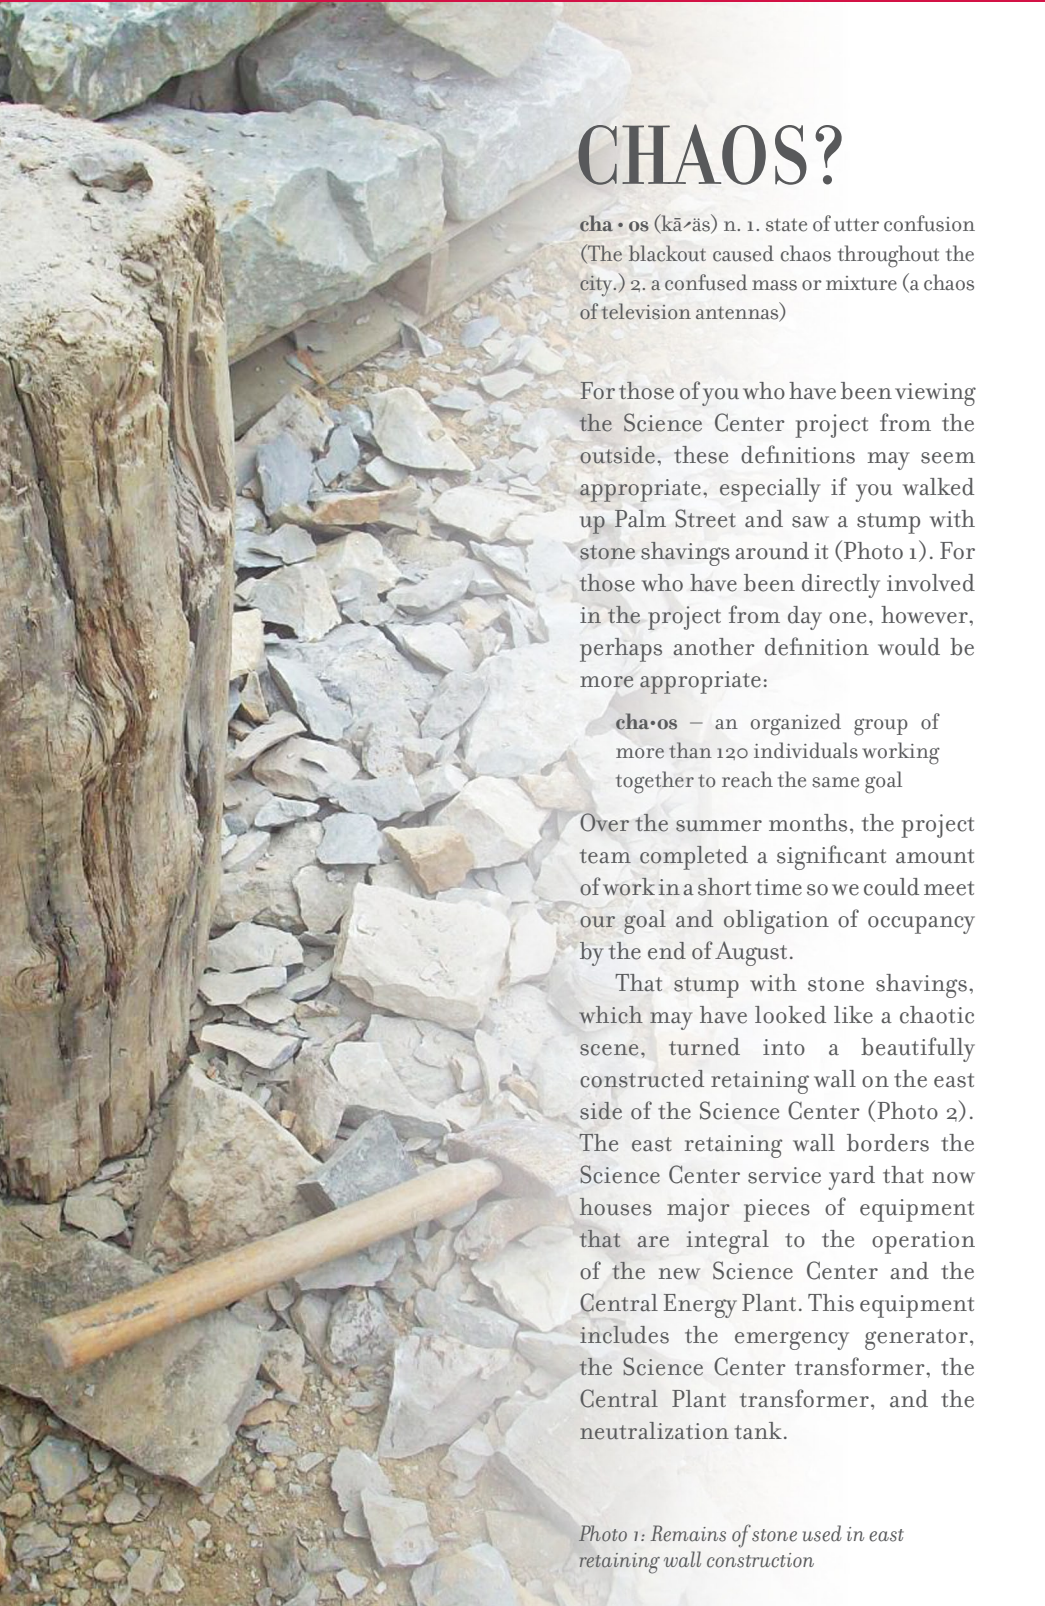 CHAOS?
cha • os (kā′äs) n. 1. state of utter confusion
(The blackout caused chaos throughout the
city.) 2. a confused mass or mixture (a chaos
of television antennas)
For those of you who have been viewing
the Science Center project from the
outside, these definitions may seem
appropriate, especially if you walked
up Palm Street and saw a stump with
stone shavings around it (Photo 1). For
those who have been directly involved
in the project from day one, however,
perhaps another definition would be
more appropriate:
cha•os – an organized group of
more than 120 individuals working
together to reach the same goal
Over the summer months, the project
team completed a significant amount
of work in a short time so we could meet
our goal and obligation of occupancy
by the end of August.
That stump with stone shavings,
which may have looked like a chaotic
scene, turned into a beautifully
constructed retaining wall on the east
side of the Science Center (Photo 2).
The east retaining wall borders the
Science Center service yard that now
houses major pieces of equipment
that are integral to the operation
of the new Science Center and the
Central Energy Plant. This equipment
includes the emergency generator,
the Science Center transformer, the
Central Plant transformer, and the
neutralization tank.
Photo 1: Remains of stone used in east
retaining wall construction